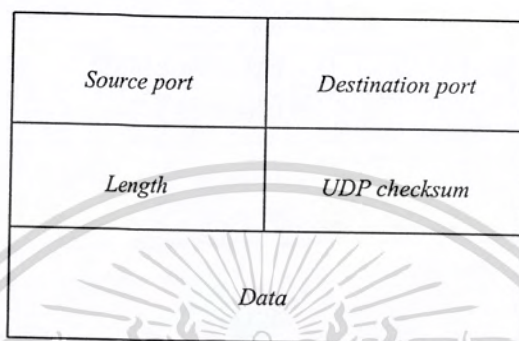 Source port
Destination port
Length
UDP checksum
Data